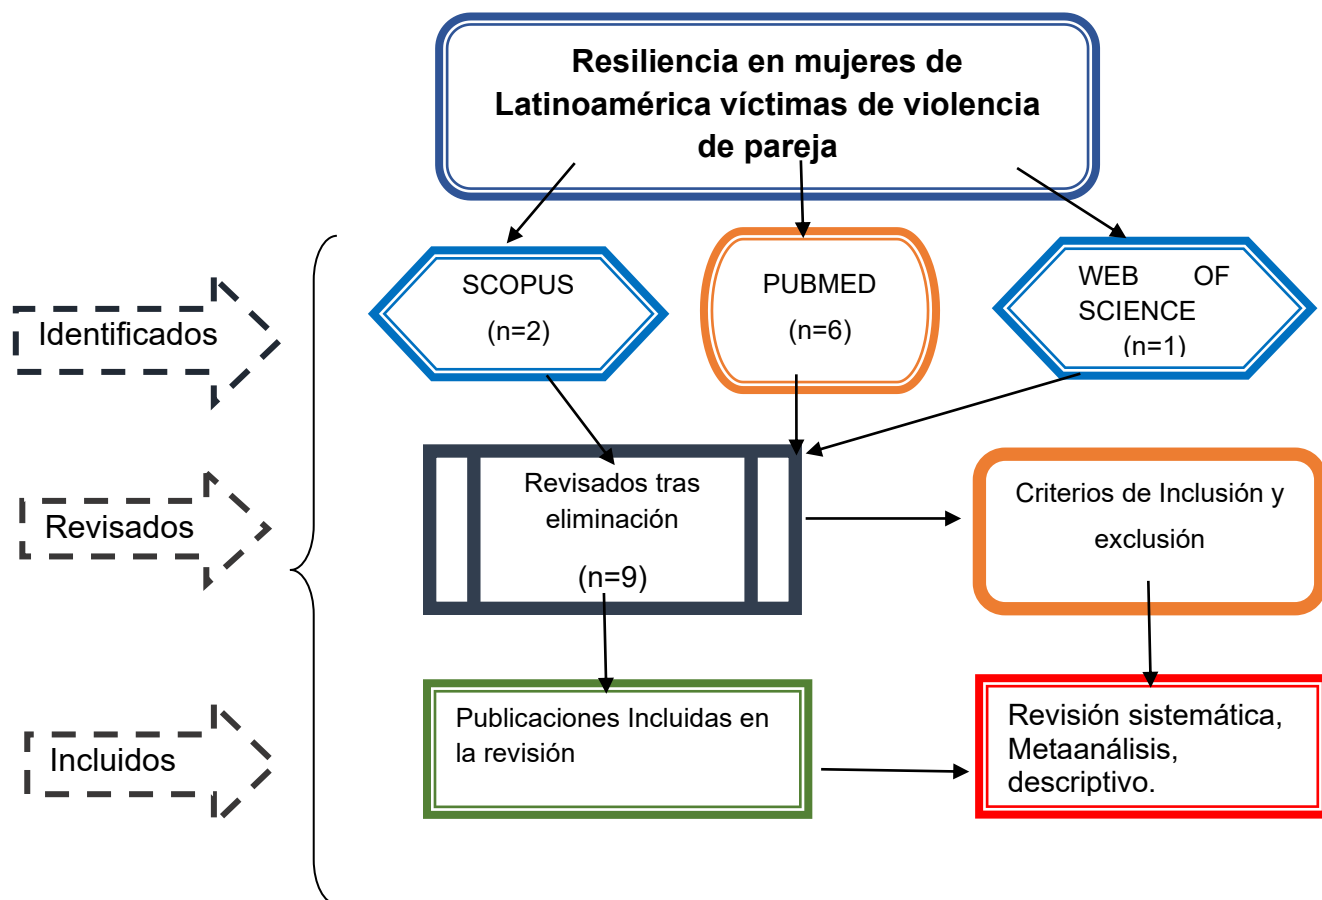 Resiliencia en mujeres de
Latinoamérica víctimas de violencia
de pareja
Identificados
SCOPUS
(n=2)
PUBMED
(n=6)
WEB OF
SCIENCE
(n=1)
Revisados
Revisados tras
eliminación
(n=9)
Criterios de Inclusión y
exclusión
Incluidos
Publicaciones Incluidas en
la revisión
Revisión sistemática,
Metaanálisis,
descriptivo.